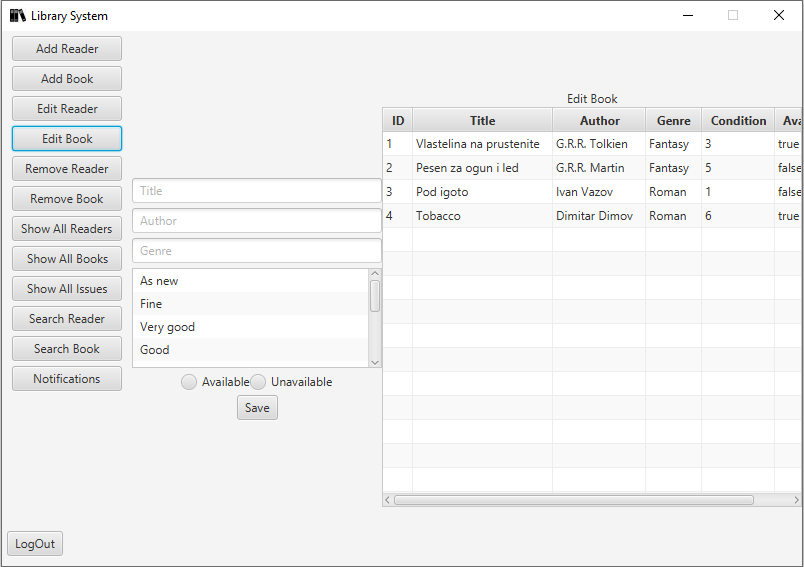 Library System
Add Reader
Add Book
Edit Reader
Edit Book
Remove Reader
Remove Book
Show All Readers
Show All Books
Show All Issues
Search Reader
Search Book
Notifications
LogOut
Title
Author
Genre
As new
Fine
Very good
Good
Available Unavailable
Save
Edit Book
ID Title Author Genre Condition Ava
1 Vlastelina na prustenite G.R.R. Tolkien Fantasy 3 true
2 Pesen za ogun i led G.R.R. Martin Fantasy 5 false
3 Pod igoto Ivan Vazov Roman 1 false
4 Tobacco Dimitar Dimov Roman 6 true